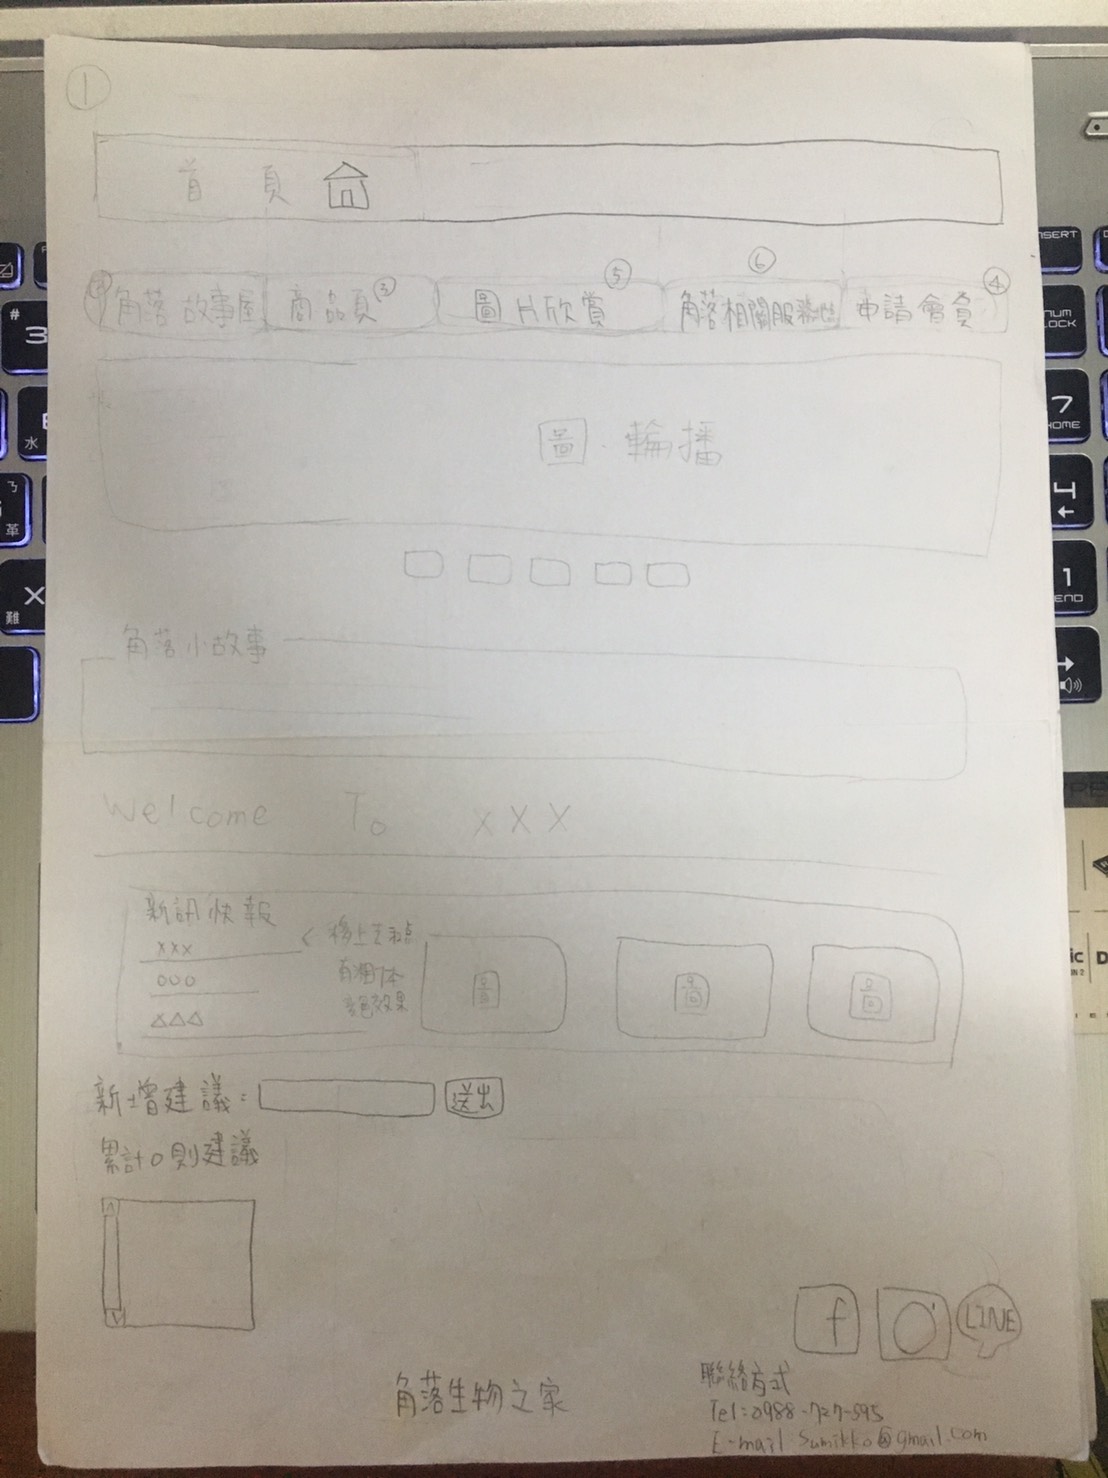 1
首頁
2 角落故事屋 商品頁 3 圖片欣賞 5 角落相關服務 6 申請會員 4
圖 . 輪播
角落小故事
Welcome To XXX
新訊快報
xxx
< 移上去
ooo
有
變色效果
△△△
圖 圖 圖
新增建議: 送出
累計0則建議
f LINE
角落生物之家
聯絡方式
Tel:0988-727-595
E-mail Sumikko@gmail.com
# 3
水
ㄋ
革
X
難
INSERT
NUM LOCK
7
HOME
4
←
1
END
→